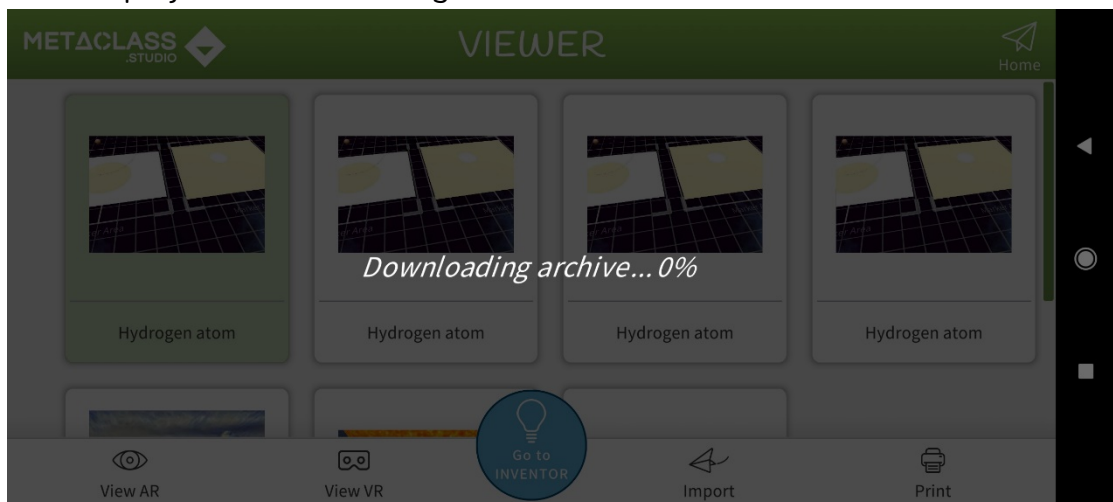 METACLASS
.STUDIO
VIEWER
Home
Downloading archive... 0%
Hydrogen atom
Hydrogen atom
Hydrogen atom
Hydrogen atom
Go to
INVENTOR
View AR
View VR
Import
Print